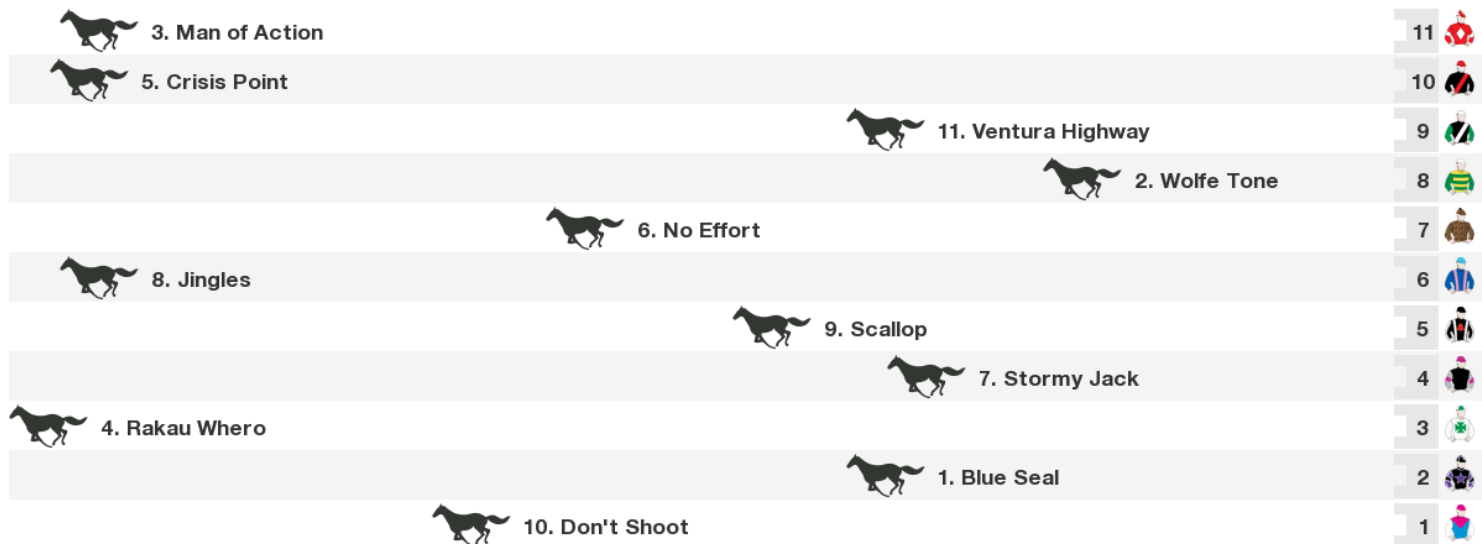 3. Man of Action 11
5. Crisis Point 10
11. Ventura Highway 9
2. Wolfe Tone 8
6. No Effort 7
8. Jingles 6
9. Scallop 5
7. Stormy Jack 4
4. Rakau Whero 3
1. Blue Seal 2
10. Don't Shoot 1